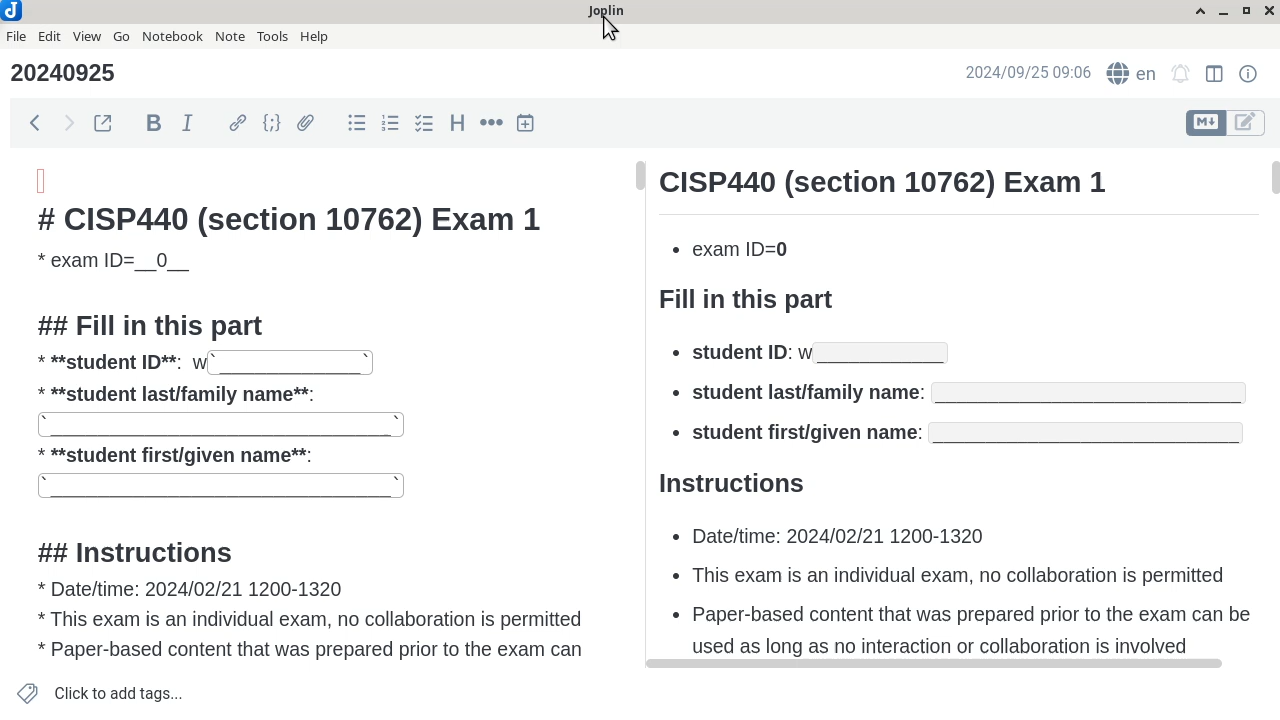 Joplin
File Edit View Go Notebook Note Tools Help
20240925
2024/09/25 09:06 en
# CISP440 (section 10762) Exam 1
* exam ID=__0__
## Fill in this part
* **student ID**: w`_____________`
* **student last/family name**:
`________________________________`
* **student first/given name**:
`________________________________`
## Instructions
* Date/time: 2024/02/21 1200-1320
* This exam is an individual exam, no collaboration is permitted
* Paper-based content that was prepared prior to the exam can
CISP440 (section 10762) Exam 1
• exam ID=0
Fill in this part
• student ID: w_____________
• student last/family name: ________________________________
• student first/given name: ________________________________
Instructions
• Date/time: 2024/02/21 1200-1320
• This exam is an individual exam, no collaboration is permitted
• Paper-based content that was prepared prior to the exam can be
used as long as no interaction or collaboration is involved
Click to add tags...